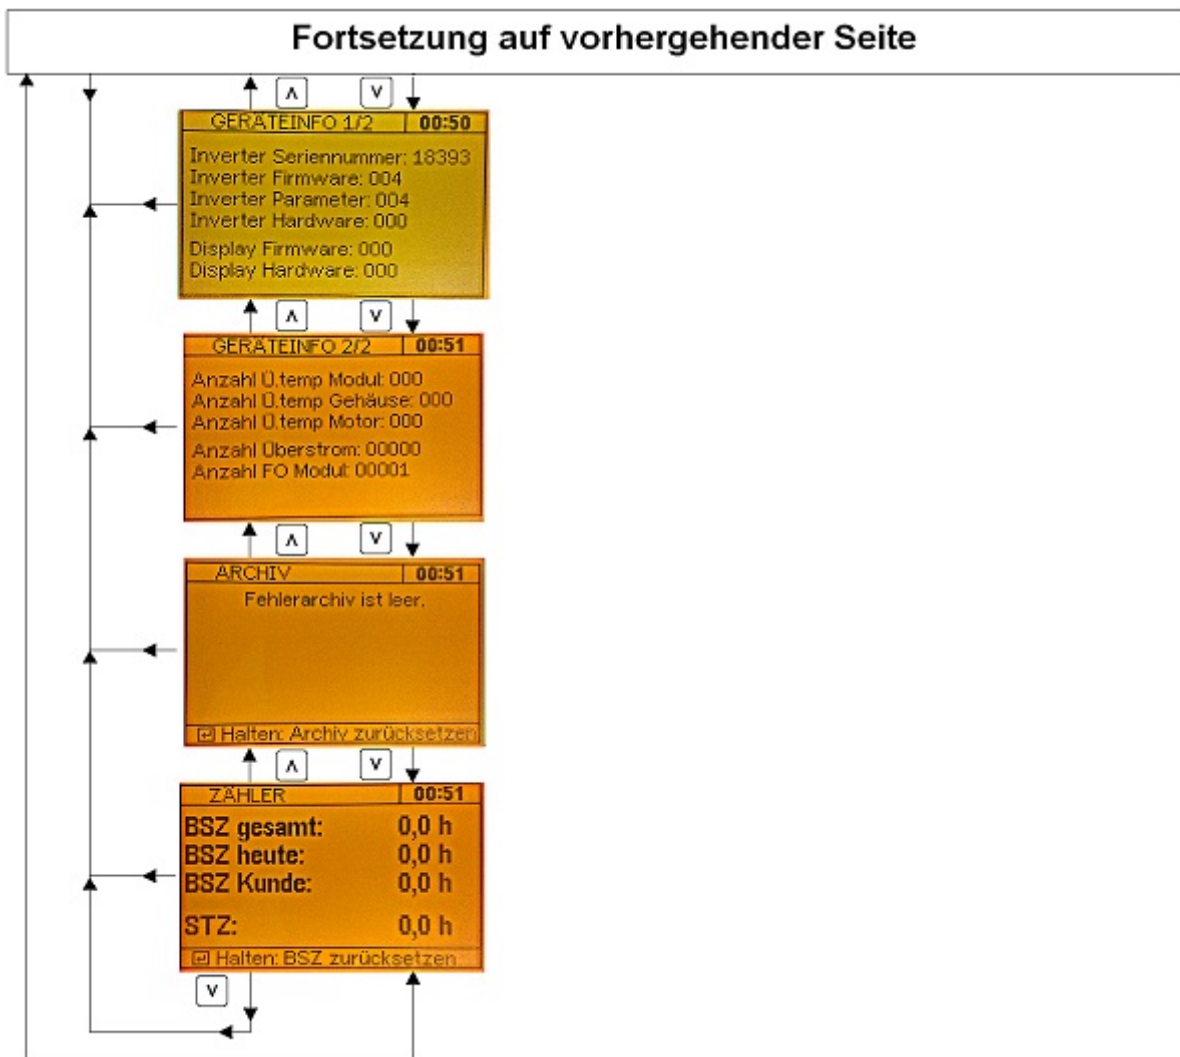 Fortsetzung auf vorhergehender Seite
ʌ v
GERÄTEINFO 1/2 00:50
Inverter Seriennummer: 18393
Inverter Firmware: 004
Inverter Parameter: 004
Inverter Hardware: 000
Display Firmware: 000
Display Hardware: 000
ʌ v
GERÄTEINFO 2/2 00:51
Anzahl Ü.temp Modul: 000
Anzahl Ü.temp Gehäuse: 000
Anzahl Ü.temp Motor: 000
Anzahl Überstrom: 00000
Anzahl FO Modul: 00001
ʌ v
ARCHIV 00:51
Fehlerarchiv ist leer.
Halten: Archiv zurücksetzen
ʌ v
ZÄHLER 00:51
BSZ gesamt: 0,0 h
BSZ heute: 0,0 h
BSZ Kunde: 0,0 h
STZ: 0,0 h
Halten: BSZ zurücksetzen
v